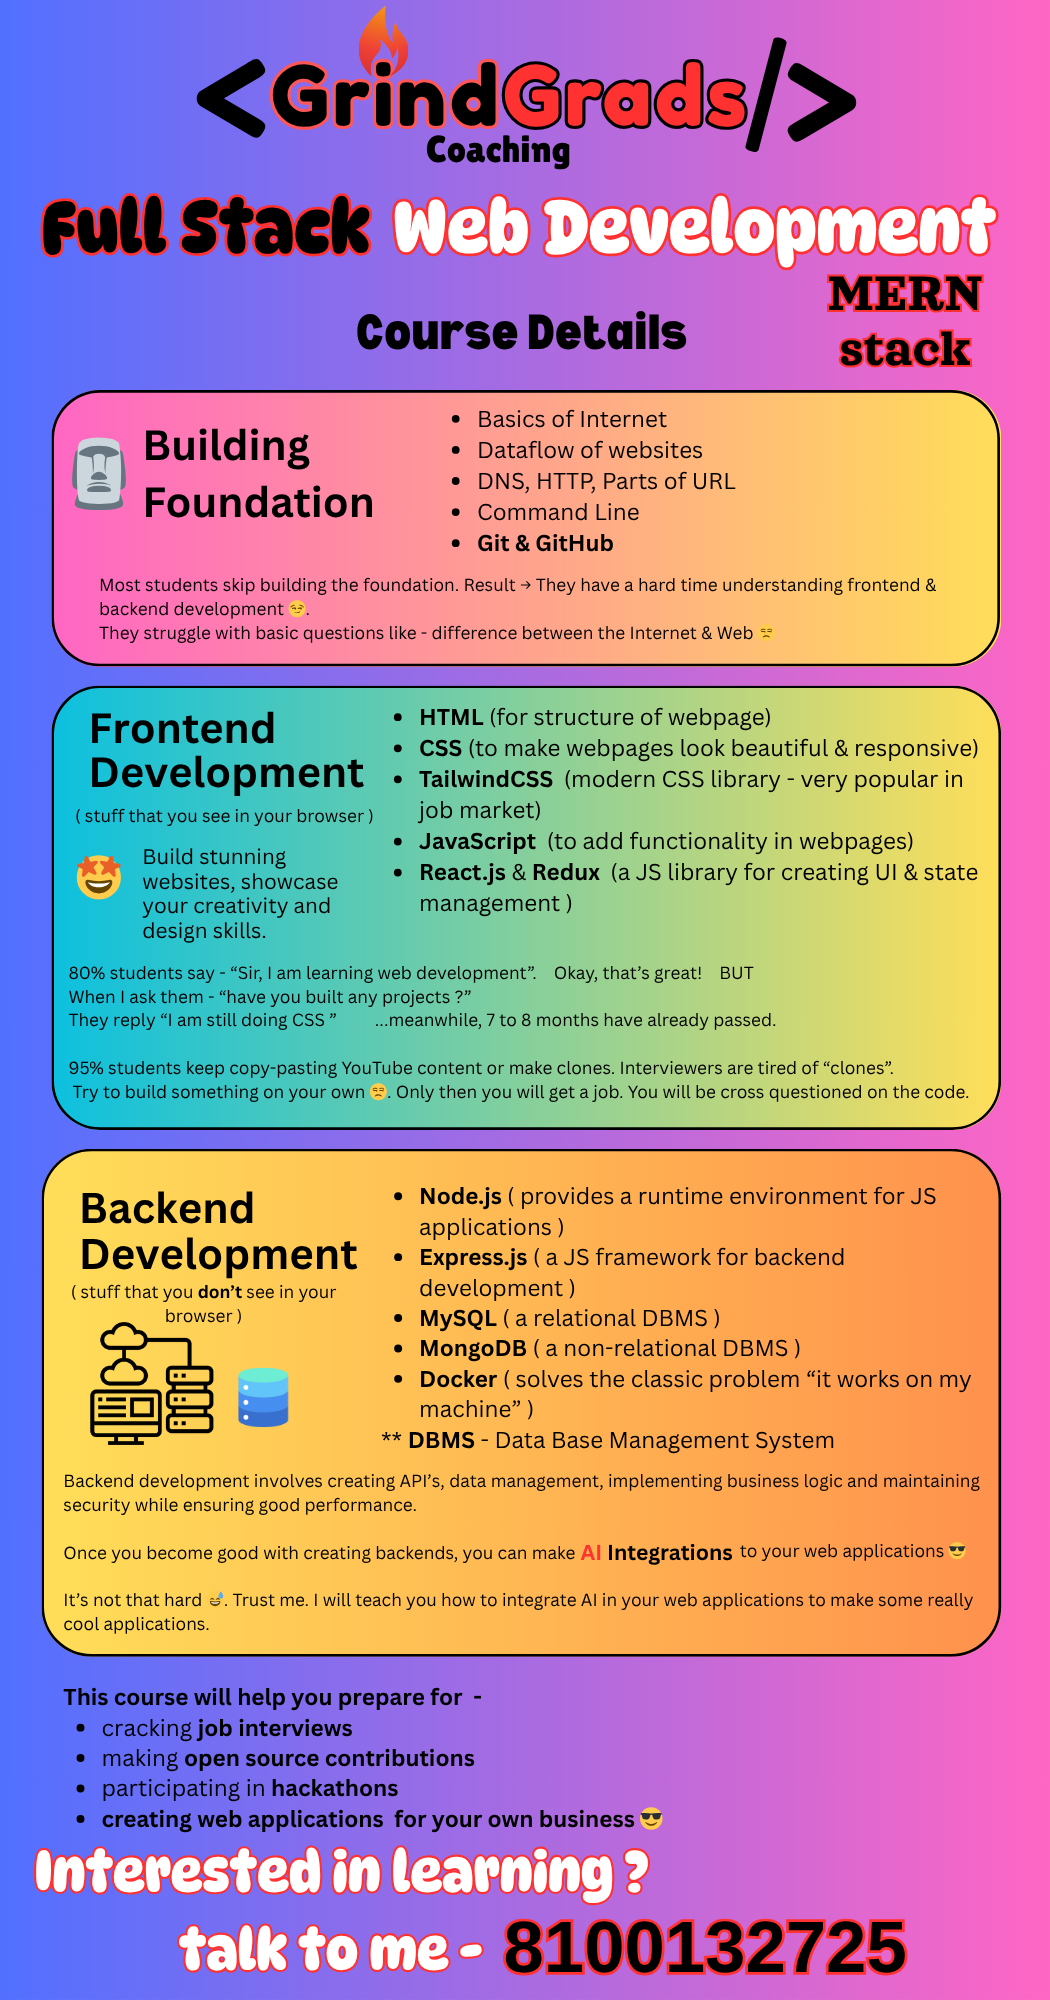 <GrindGrads/>
Coaching
Full Stack Web Development
MERN
stack
Course Details
Building
Foundation
• Basics of Internet
• Dataflow of websites
• DNS, HTTP, Parts of URL
• Command Line
• Git & GitHub
Most students skip building the foundation. Result → They have a hard time understanding frontend &
backend development 😏.
They struggle with basic questions like - difference between the Internet & Web 😒
Frontend
Development
( stuff that you see in your browser )
🤩 Build stunning
websites, showcase
your creativity and
design skills.
• HTML (for structure of webpage)
• CSS (to make webpages look beautiful & responsive)
• TailwindCSS (modern CSS library - very popular in
job market)
• JavaScript (to add functionality in webpages)
• React.js & Redux (a JS library for creating UI & state
management )
80% students say - “Sir, I am learning web development”. Okay, that’s great! BUT
When I ask them - “have you built any projects ?”
They reply “I am still doing CSS ” ...meanwhile, 7 to 8 months have already passed.
95% students keep copy-pasting YouTube content or make clones. Interviewers are tired of “clones”.
Try to build something on your own 😒. Only then you will get a job. You will be cross questioned on the code.
Backend
Development
( stuff that you don’t see in your
browser )
• Node.js ( provides a runtime environment for JS
applications )
• Express.js ( a JS framework for backend
development )
• MySQL ( a relational DBMS )
• MongoDB ( a non-relational DBMS )
• Docker ( solves the classic problem “it works on my
machine” )
** DBMS - Data Base Management System
Backend development involves creating API’s, data management, implementing business logic and maintaining
security while ensuring good performance.
Once you become good with creating backends, you can make AI Integrations to your web applications 😎
It’s not that hard 😅. Trust me. I will teach you how to integrate AI in your web applications to make some really
cool applications.
This course will help you prepare for -
• cracking job interviews
• making open source contributions
• participating in hackathons
• creating web applications for your own business 😎
Interested in learning ?
talk to me - 8100132725